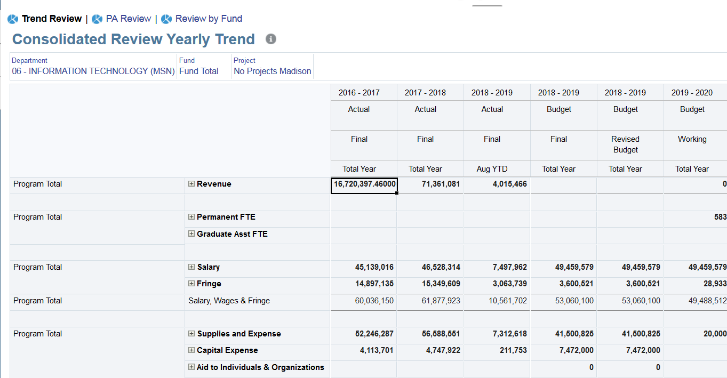 Trend Review | PA Review | Review by Fund
Consolidated Review Yearly Trend
Department Fund Project
06 - INFORMATION TECHNOLOGY (MSN) Fund Total No Projects Madison
2016 - 2017 2017 - 2018 2018 - 2019 2018 - 2019 2018 - 2019 2019 - 2020
Actual Actual Actual Budget Budget Budget
Final Final Final Final Revised Budget Working
Total Year Total Year Aug YTD Total Year Total Year Total Year
Program Total Revenue 16,720,397.46000 71,361,081 4,015,466 0
Program Total Permanent FTE 583
Graduate Asst FTE
Program Total Salary 45,139,016 46,528,314 7,497,962 49,459,579 49,459,579 49,459,579
Fringe 14,897,135 15,349,609 3,063,739 3,600,521 3,600,521 28,933
Program Total Salary, Wages & Fringe 60,036,150 61,877,923 10,561,702 53,060,100 53,060,100 49,488,512
Program Total Supplies and Expense 52,246,287 56,588,551 7,312,618 41,500,825 41,500,825 20,000
Capital Expense 4,113,701 4,747,922 211,753 7,472,000 7,472,000
Aid to Individuals & Organizations 0 0